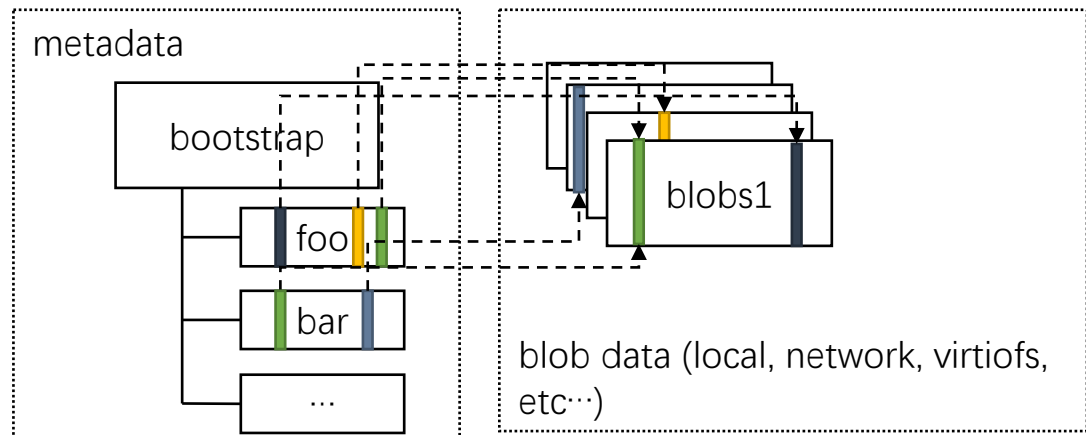 metadata
bootstrap
foo
bar
…
blobs1
blob data (local, network, virtiofs,
etc…)